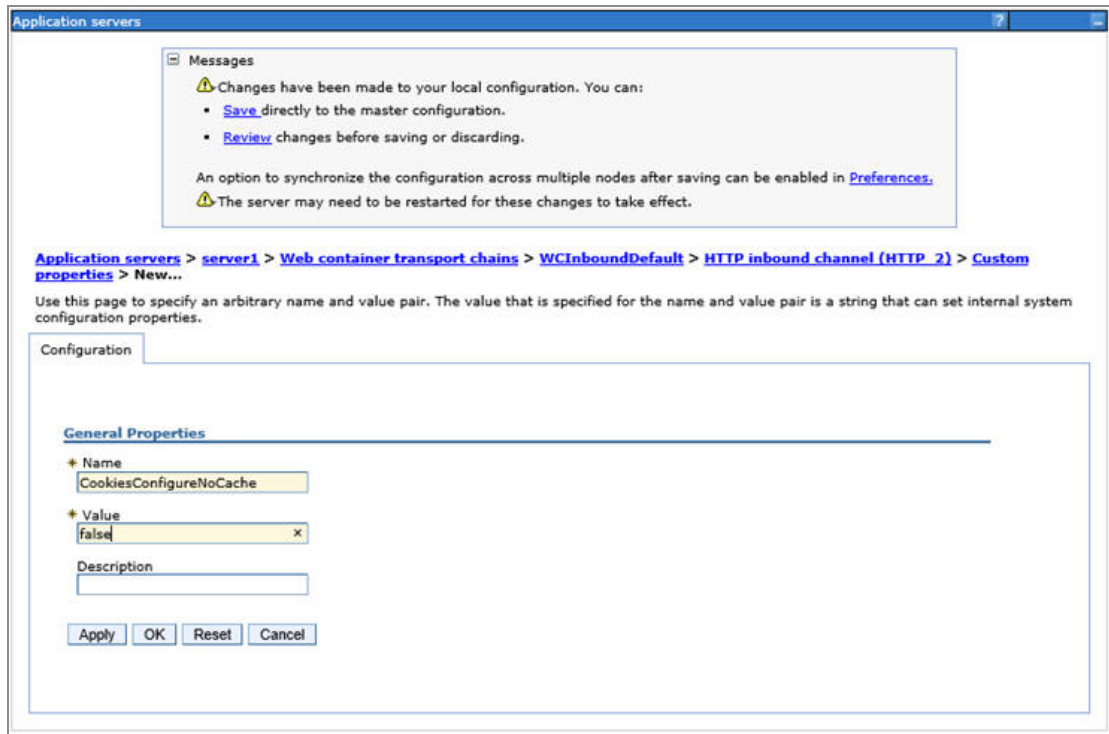 Application servers ? –
Messages
Changes have been made to your local configuration. You can:
▪ Save directly to the master configuration.
▪ Review changes before saving or discarding.
An option to synchronize the configuration across multiple nodes after saving can be enabled in Preferences.
The server may need to be restarted for these changes to take effect.
Application servers > server1 > Web container transport chains > WCInboundDefault > HTTP inbound channel (HTTP_2) > Custom
properties > New...
Use this page to specify an arbitrary name and value pair. The value that is specified for the name and value pair is a string that can set internal system
configuration properties.
Configuration
General Properties
Name
CookiesConfigureNoCache
Value
false ×
Description
Apply OK Reset Cancel